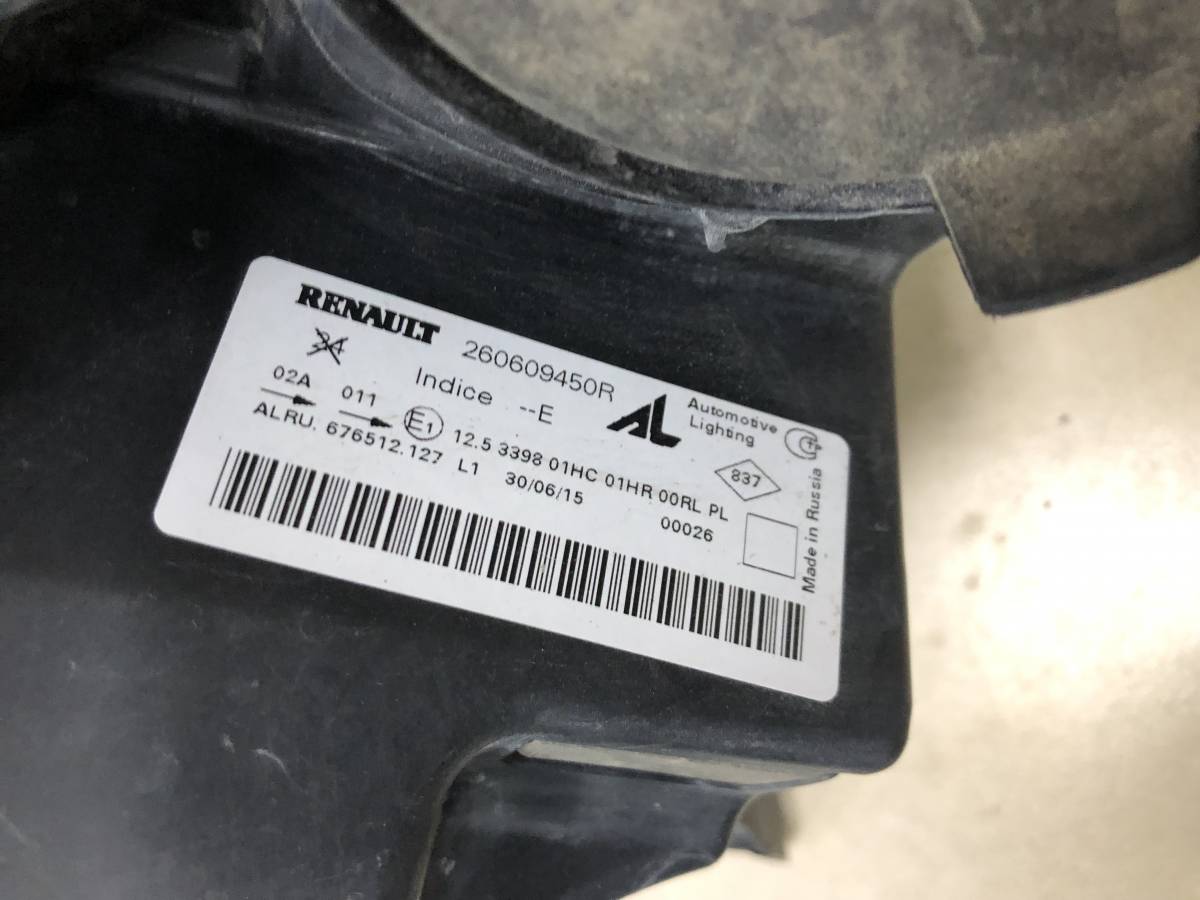 RENAULT 260609450R
34 Indice --E
AL Automotive Lighting
02A 011 E1 12.5 3398 01HC 01HR 00RL PL
837
ALRU. 676512.127 L1 30/06/15 00026
Made in Russia